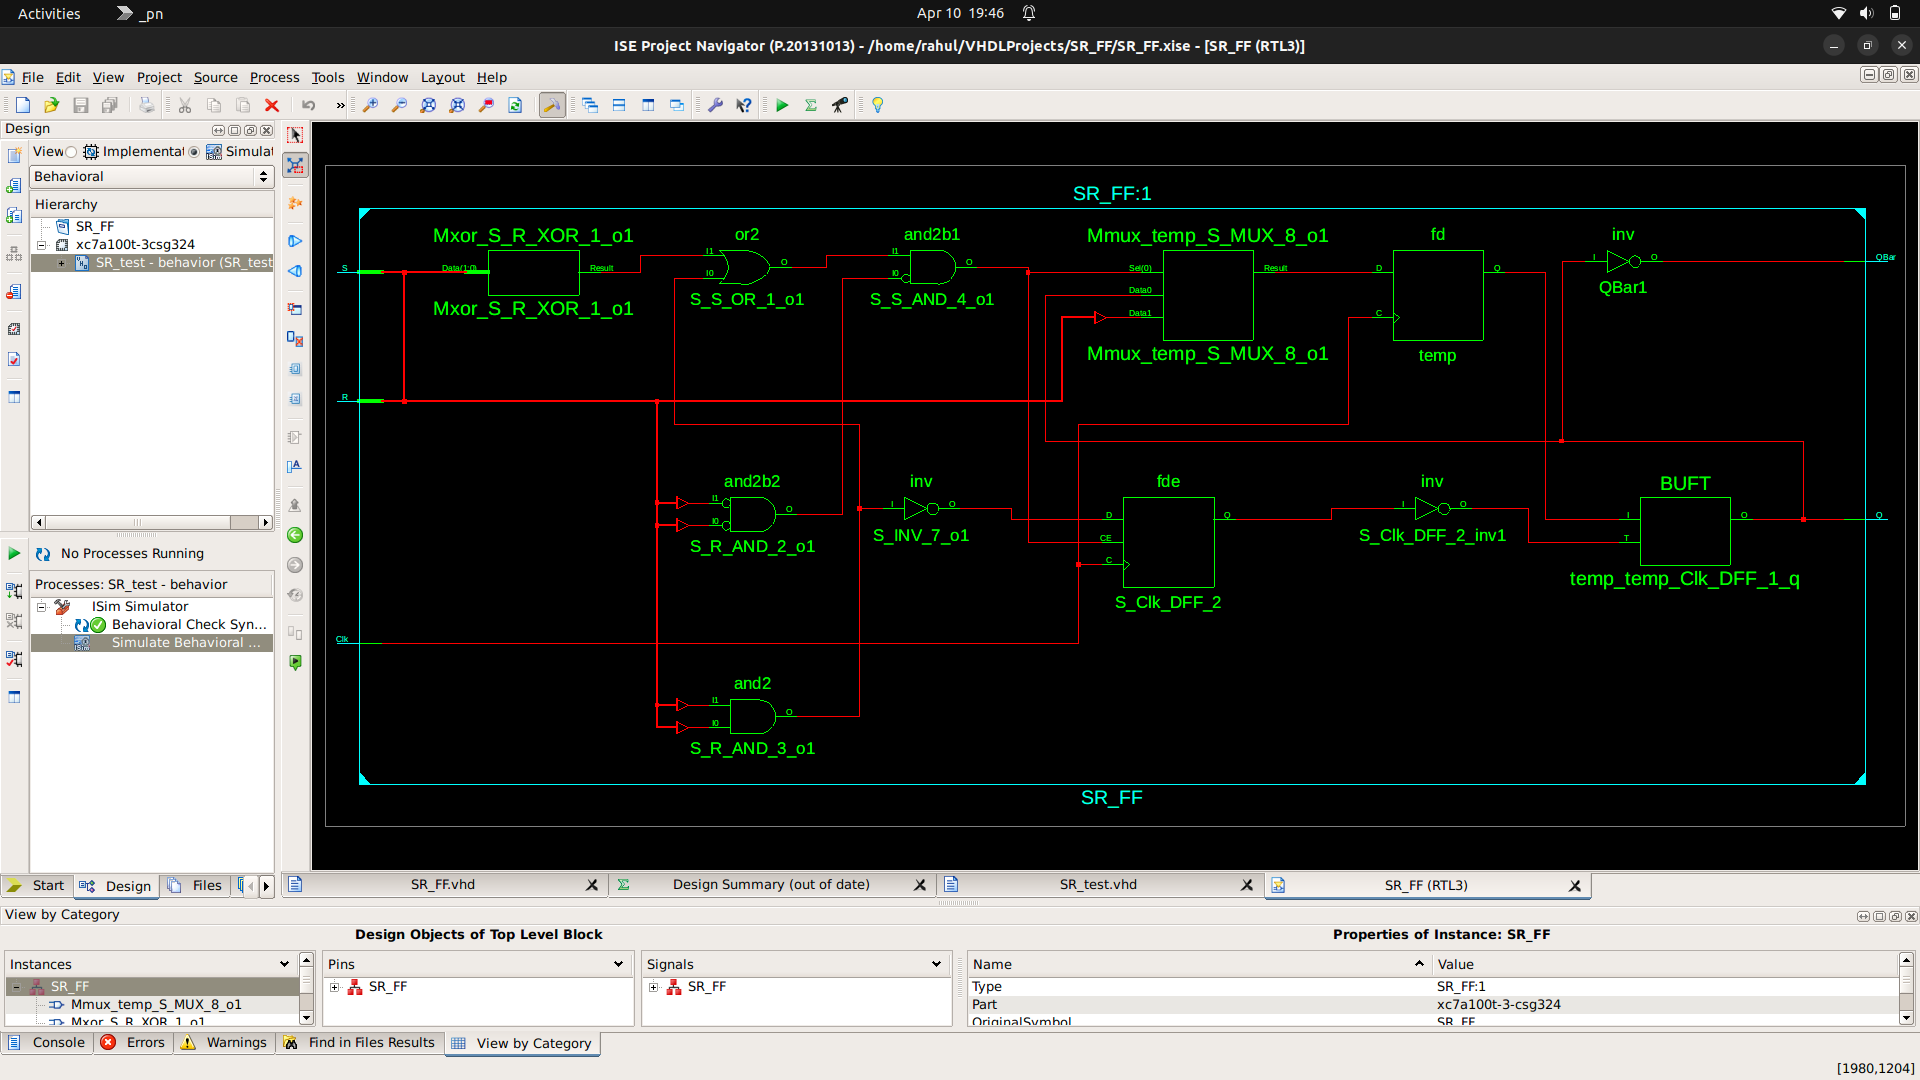 Activities
_pn
Apr 10 19:46
ISE Project Navigator (P.20131013) - /home/rahul/VHDLProjects/SR_FF/SR_FF.xise - [SR_FF (RTL3)]
File Edit View Project Source Process Tools Window Layout Help
»
Design
View Implementat Simulat
Behavioral
Hierarchy
SR_FF
xc7a100t-3csg324
SR_test - behavior (SR_test
No Processes Running
Processes: SR_test - behavior
ISim Simulator
Behavioral Check Syn...
Simulate Behavioral ...
Start Design Files
SR_FF:1
Mxor_S_R_XOR_1_o1 or2 and2b1 Mmux_temp_S_MUX_8_o1 fd inv
S Data(1:0) Result I1 I0 O I1 I0 O Sel(0) Data0 Data1 Result D C Q I O QBar
Mxor_S_R_XOR_1_o1 S_S_OR_1_o1 S_S_AND_4_o1 Mmux_temp_S_MUX_8_o1 temp QBar1
R
and2b2 inv fde inv BUFT
I1 I0 O I O D CE C Q I O I T O Q
S_R_AND_2_o1 S_INV_7_o1 S_Clk_DFF_2 S_Clk_DFF_2_inv1 temp_temp_Clk_DFF_1_q
Clk
and2
I1 I0 O
S_R_AND_3_o1
SR_FF
SR_FF.vhd Design Summary (out of date) SR_test.vhd SR_FF (RTL3)
View by Category
Design Objects of Top Level Block Properties of Instance: SR_FF
Instances Pins Signals Name Value
SR_FF SR_FF SR_FF Type SR_FF:1
Mmux_temp_S_MUX_8_o1 Part xc7a100t-3-csg324
Mxor_S_R_XOR_1_o1 OriginalSymbol SR_FF
Console Errors Warnings Find in Files Results View by Category
[1980,1204]